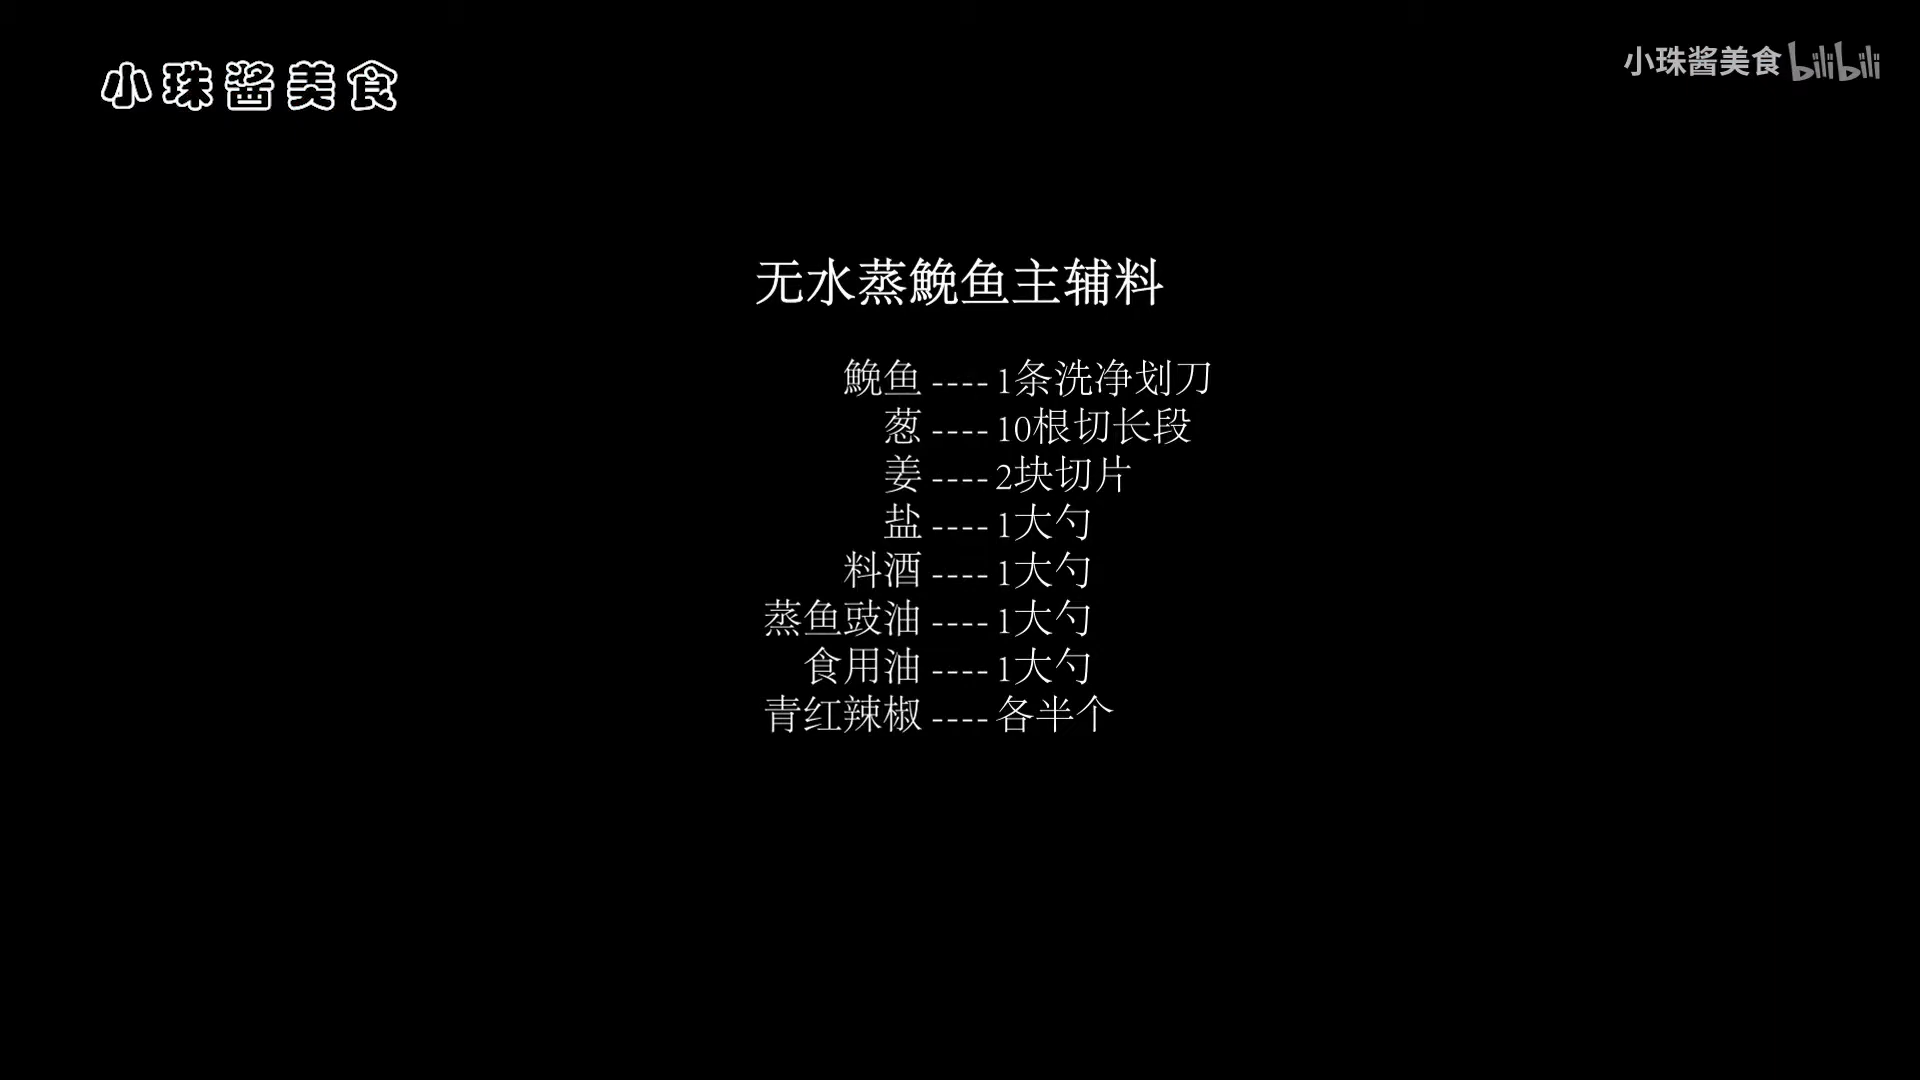 小珠酱美食
小珠酱美食 bilibili
无水蒸鮸鱼主辅料
鮸鱼 ---- 1条洗净划刀
葱 ---- 10根切长段
姜 ---- 2块切片
盐 ---- 1大勺
料酒 ---- 1大勺
蒸鱼豉油 ---- 1大勺
食用油 ---- 1大勺
青红辣椒 ---- 各半个